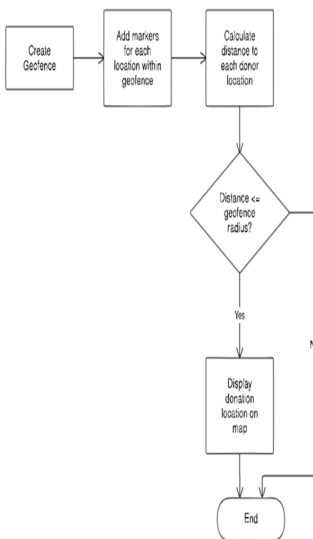 Create
Geofence
Add markers
for each
location within
geofence
Calculate
distance to
each donor
location
Distance <=
geofence
radius?
Yes
Display
donation
location on
map
End